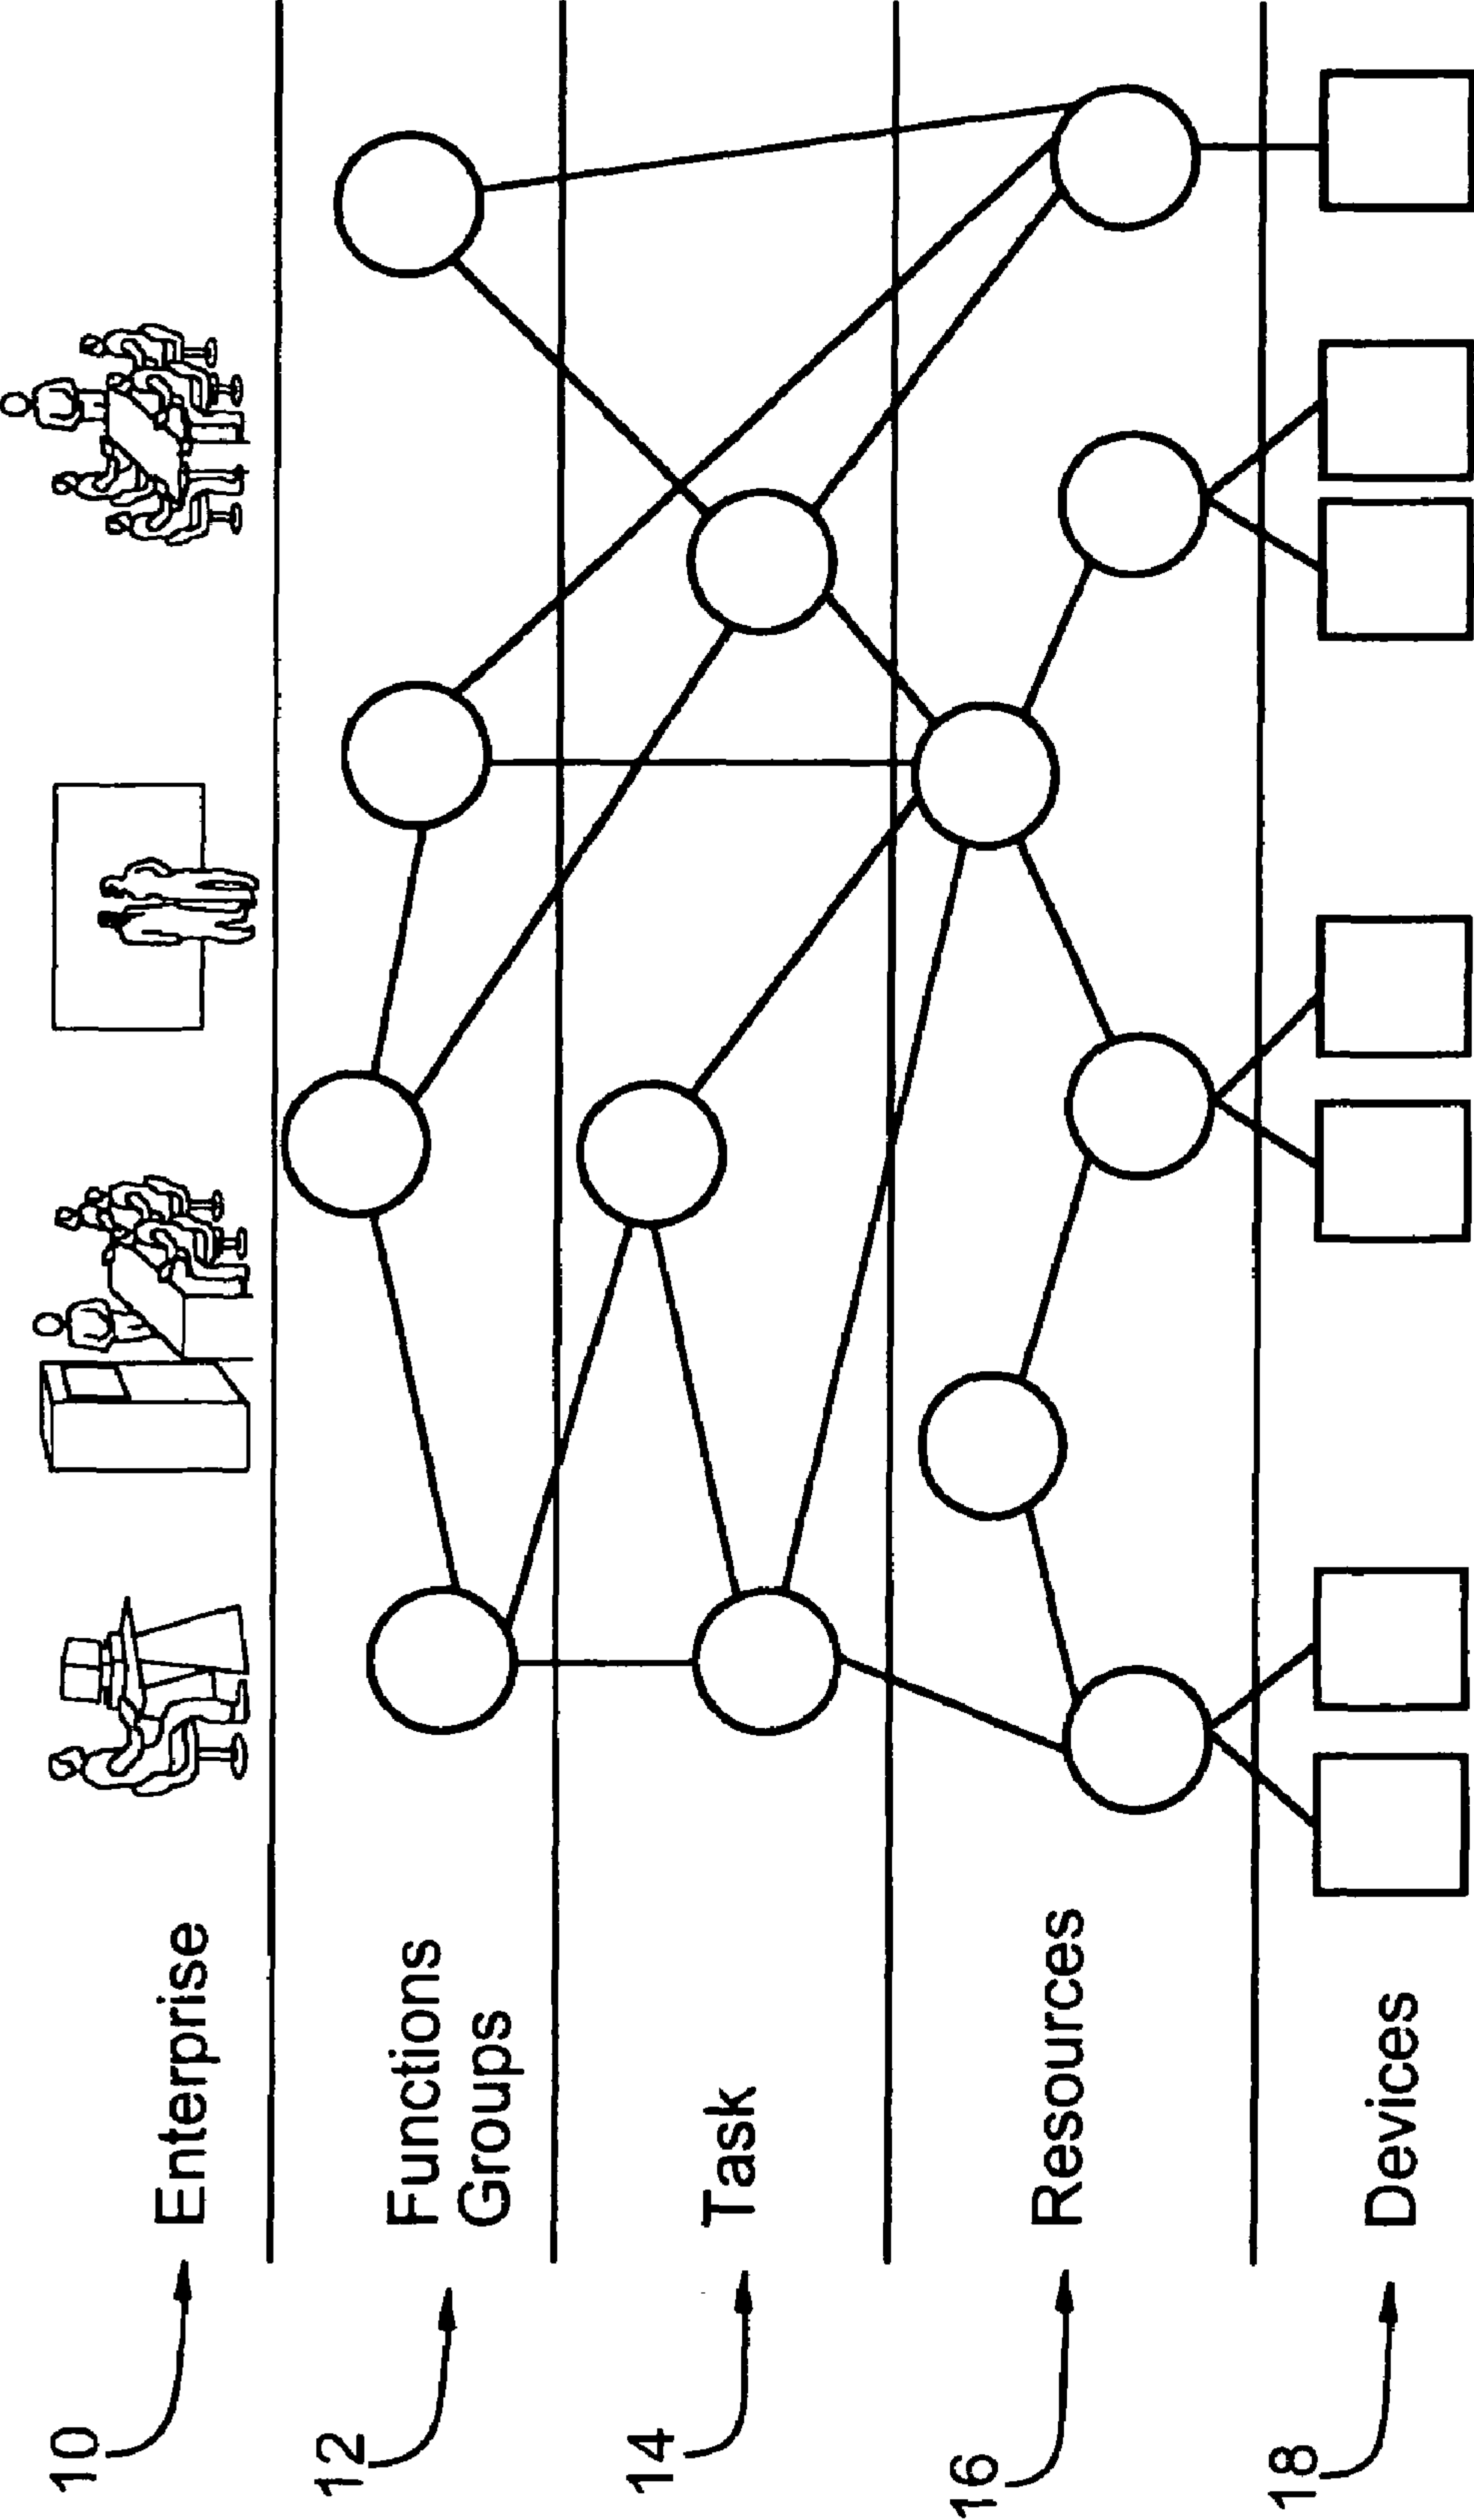 10 Enterprise
12 Functions
Groups
14 Task
16 Resources
18 Devices